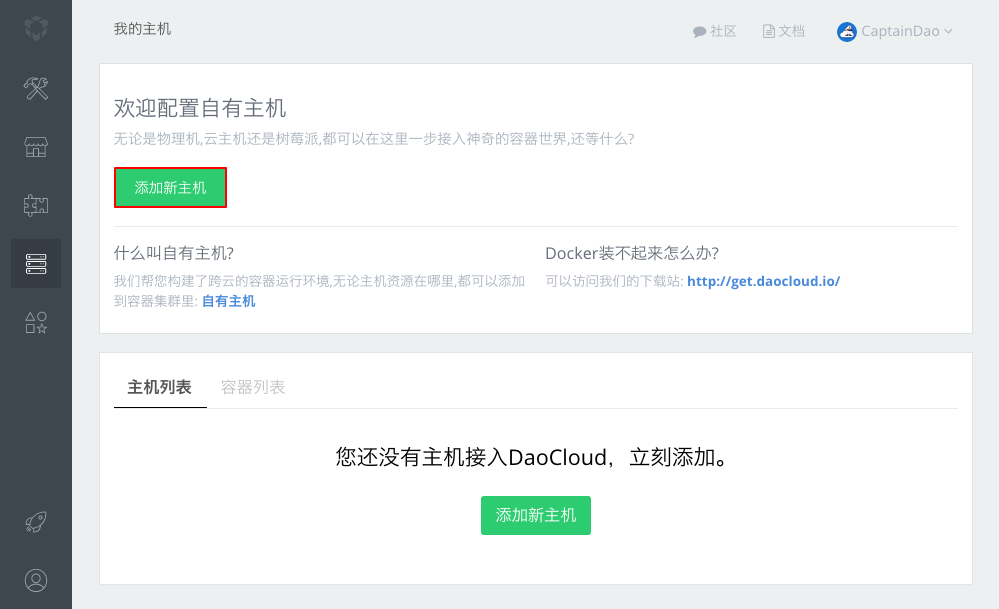 我的主机
社区 文档 CaptainDao
欢迎配置自有主机
无论是物理机,云主机还是树莓派,都可以在这里一步接入神奇的容器世界,还等什么?
添加新主机
什么叫自有主机?
我们帮您构建了跨云的容器运行环境,无论主机资源在哪里,都可以添加
到容器集群里: 自有主机
Docker装不起来怎么办?
可以访问我们的下载站: http://get.daocloud.io/
主机列表 容器列表
您还没有主机接入DaoCloud，立刻添加。
添加新主机